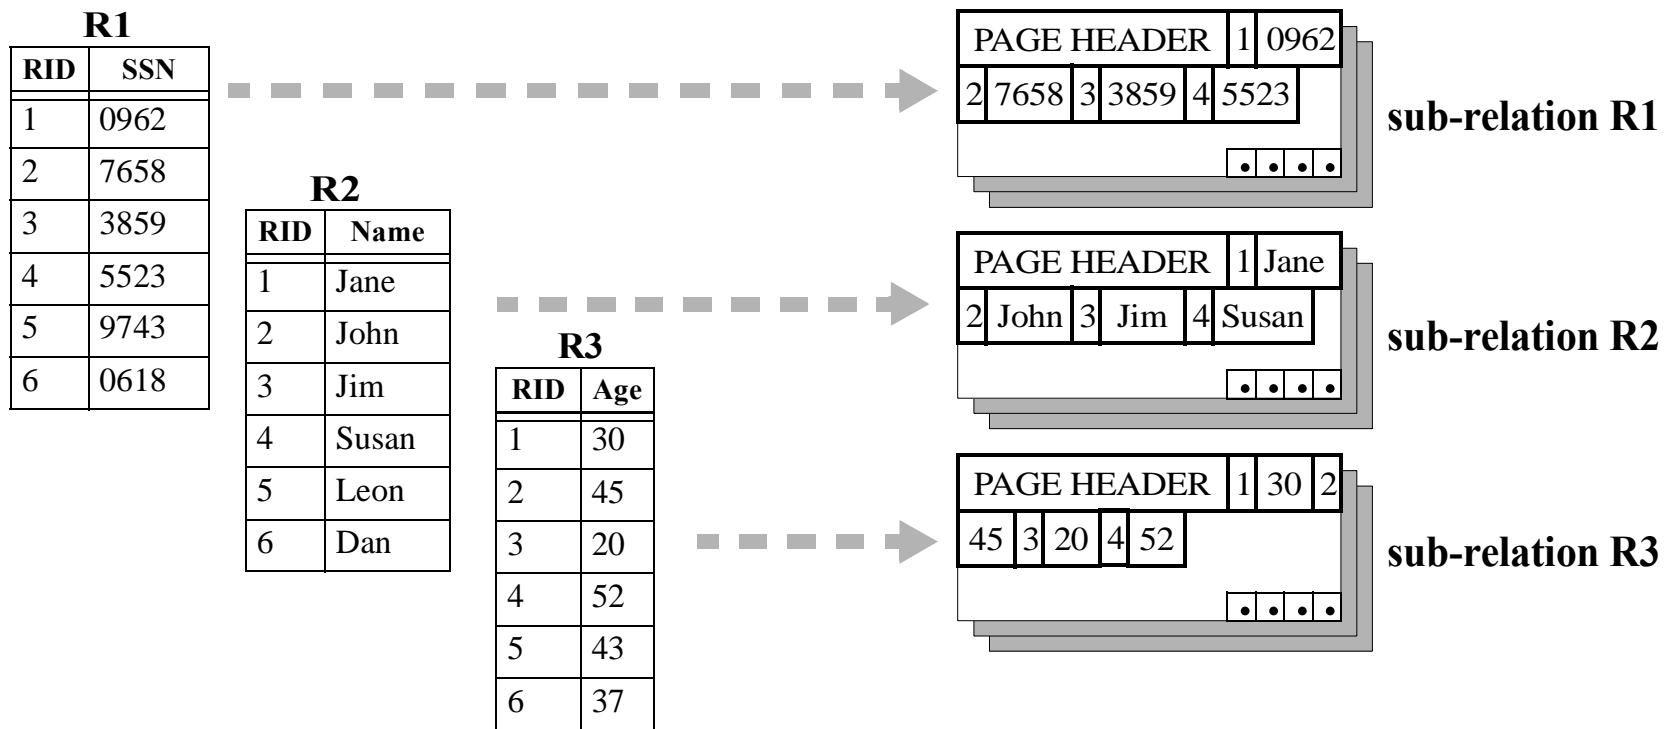 R1
RID SSN
1 0962
2 7658
3 3859
4 5523
5 9743
6 0618
R2
RID Name
1 Jane
2 John
3 Jim
4 Susan
5 Leon
6 Dan
R3
RID Age
1 30
2 45
3 20
4 52
5 43
6 37
PAGE HEADER 1 0962
2 7658 3 3859 4 5523
sub-relation R1
PAGE HEADER 1 Jane
2 John 3 Jim 4 Susan
sub-relation R2
PAGE HEADER 1 30 2
45 3 20 4 52
sub-relation R3